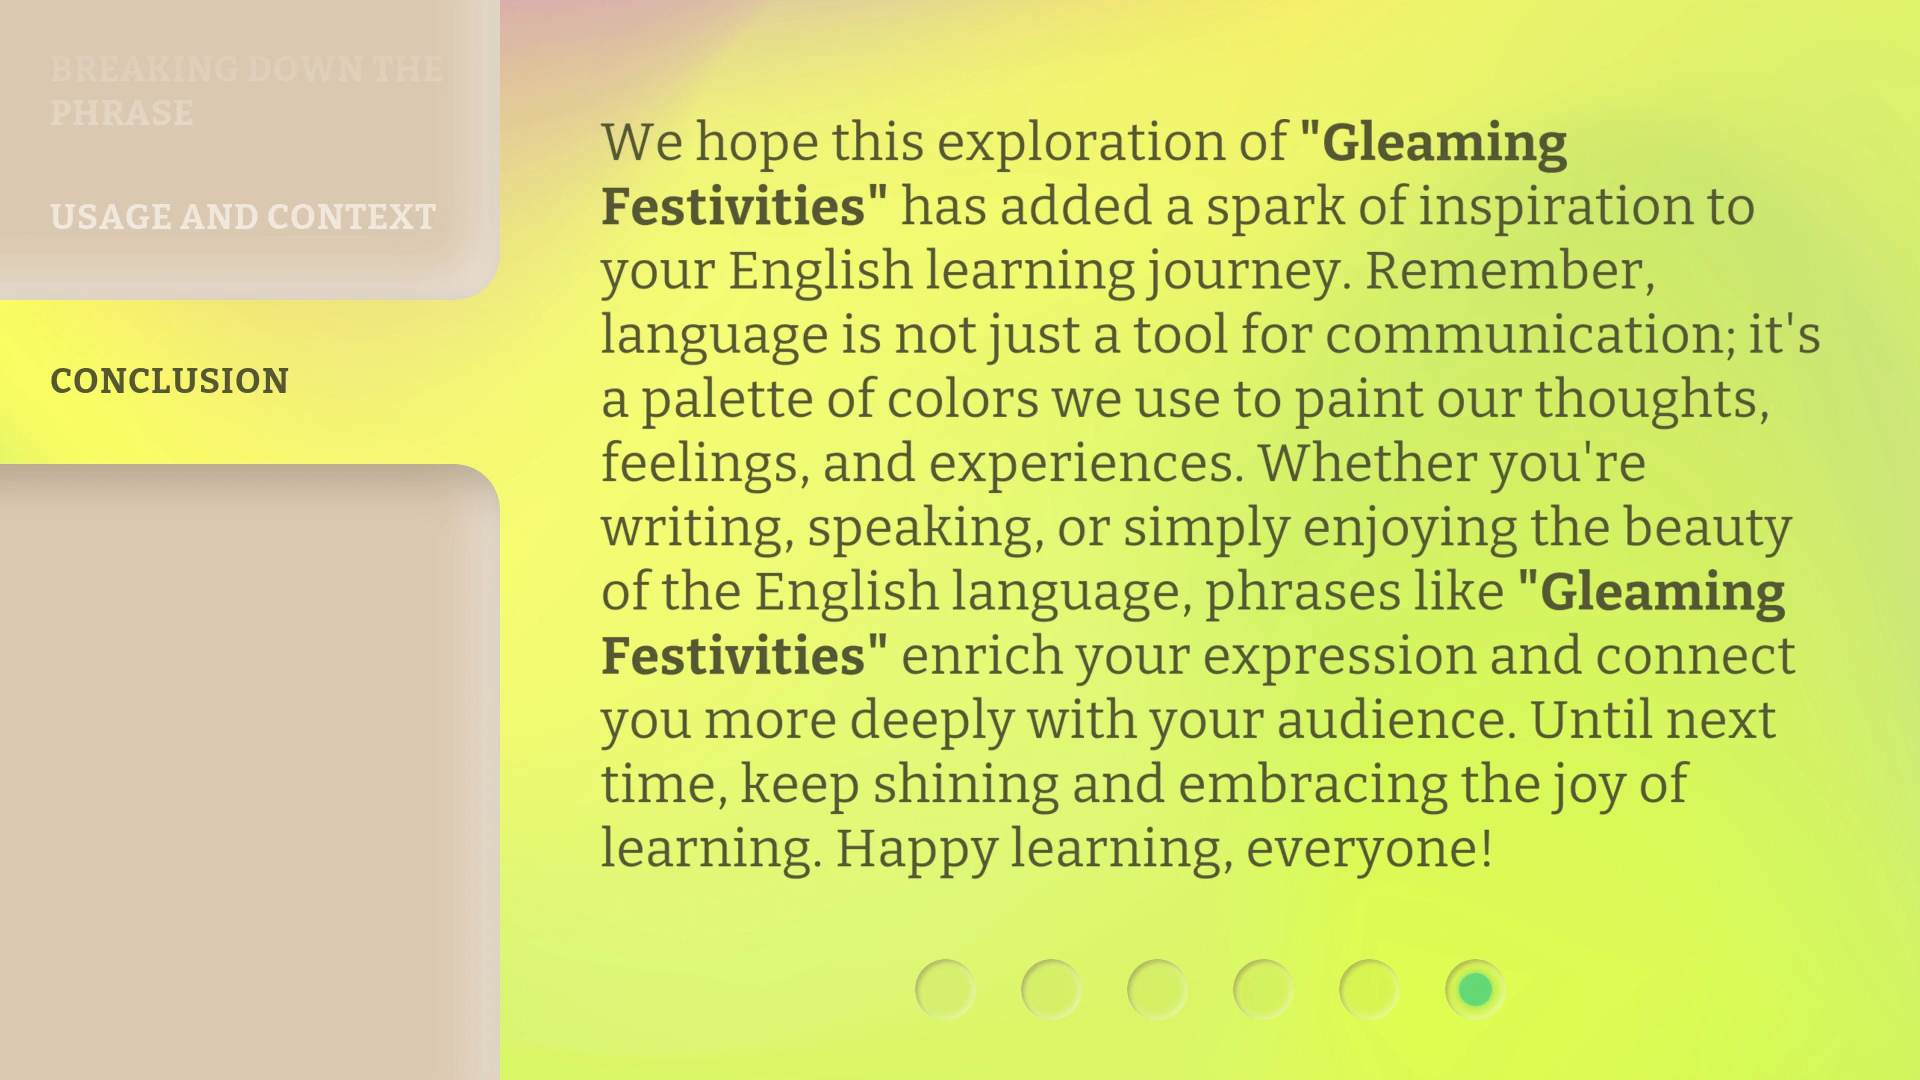 BREAKING DOWN THE
PHRASE
USAGE AND CONTEXT
CONCLUSION
We hope this exploration of "Gleaming
Festivities" has added a spark of inspiration to
your English learning journey. Remember,
language is not just a tool for communication; it's
a palette of colors we use to paint our thoughts,
feelings, and experiences. Whether you're
writing, speaking, or simply enjoying the beauty
of the English language, phrases like "Gleaming
Festivities" enrich your expression and connect
you more deeply with your audience. Until next
time, keep shining and embracing the joy of
learning. Happy learning, everyone!